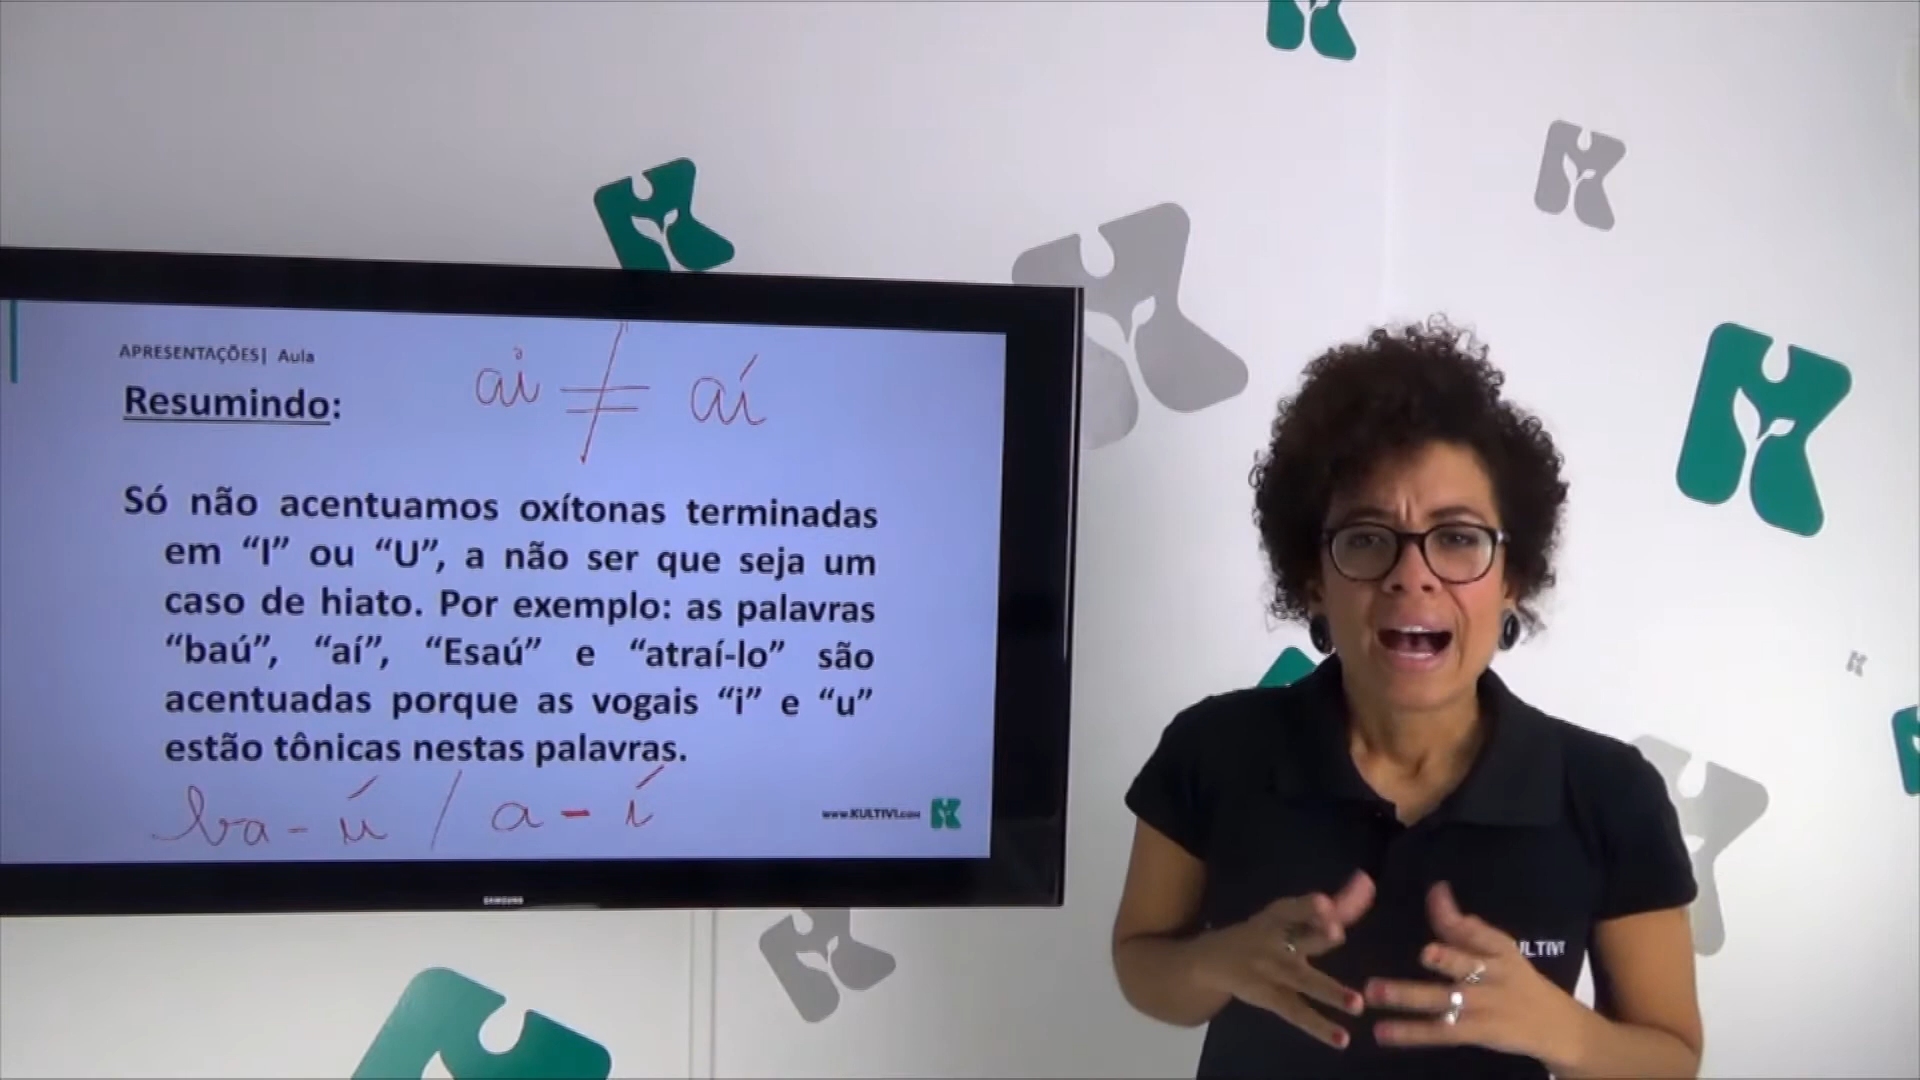 APRESENTAÇÕES| Aula
ai ≠ aí
Resumindo:
Só não acentuamos oxítonas terminadas
em “I” ou “U”, a não ser que seja um
caso de hiato. Por exemplo: as palavras
“baú”, “aí”, “Esaú” e “atraí-lo” são
acentuadas porque as vogais “i” e “u”
estão tônicas nestas palavras.
ba-ú / a-í
www.KULTIVI.com
SAMSUNG
ULTIVI